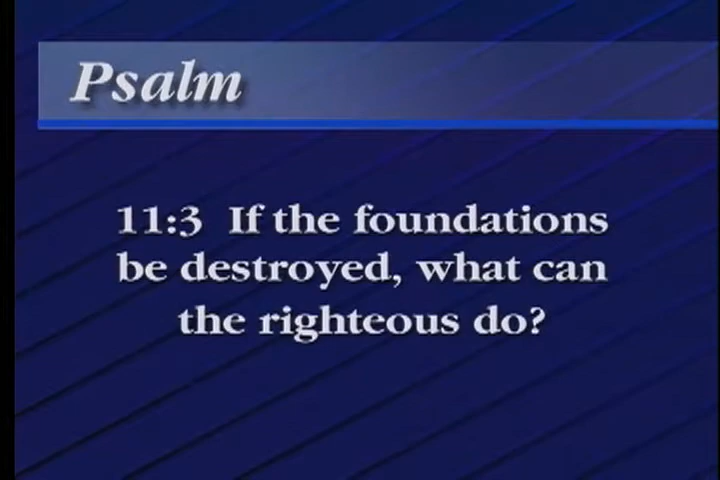 Psalm
11:3 If the foundations
be destroyed, what can
the righteous do?